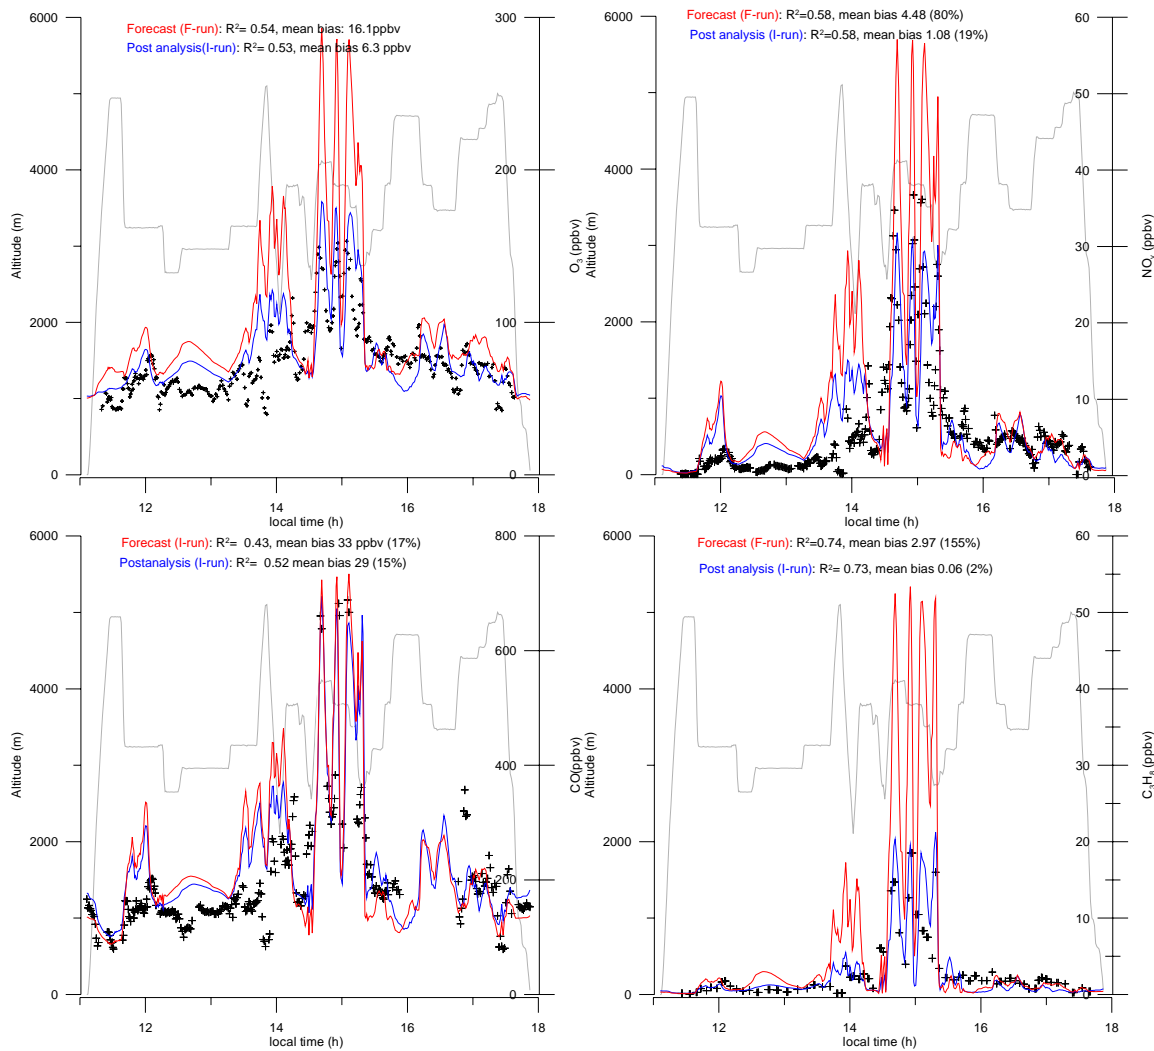 Forecast (F-run): R²= 0.54, mean bias: 16.1ppbv
Post analysis(I-run): R²= 0.53, mean bias 6.3 ppbv
6000
4000
2000
0
Altitude (m)
300
200
100
0
O₃ (ppbv)
12
14
16
18
local time (h)
Forecast (F-run): R²=0.58, mean bias 4.48 (80%)
Post analysis (I-run): R²=0.58, mean bias 1.08 (19%)
6000
4000
2000
0
Altitude (m)
60
50
40
30
20
10
0
12
14
16
18
local time (h)
Forecast (I-run): R²= 0.43, mean bias 33 ppbv (17%)
Postanalysis (I-run): R²= 0.52 mean bias 29 (15%)
6000
4000
2000
0
Altitude (m)
800
600
400
200
0
CO(ppbv)
12
14
16
18
local time (h)
Forecast (F-run): R²=0.74, mean bias 2.97 (155%)
Post analysis (I-run): R²= 0.73, mean bias 0.06 (2%)
6000
4000
2000
0
Altitude (m)
60
50
40
30
20
10
0
C₃H₈ (ppbv)
12
14
16
18
local time (h)